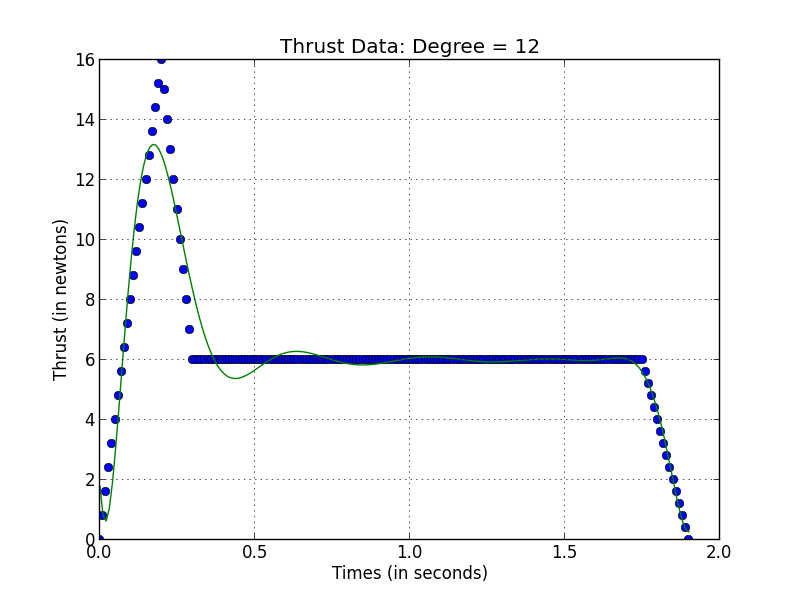 Thrust Data: Degree = 12
Thrust (in newtons)
16
14
12
10
8
6
4
2
0
0.0 0.5 1.0 1.5 2.0
Times (in seconds)